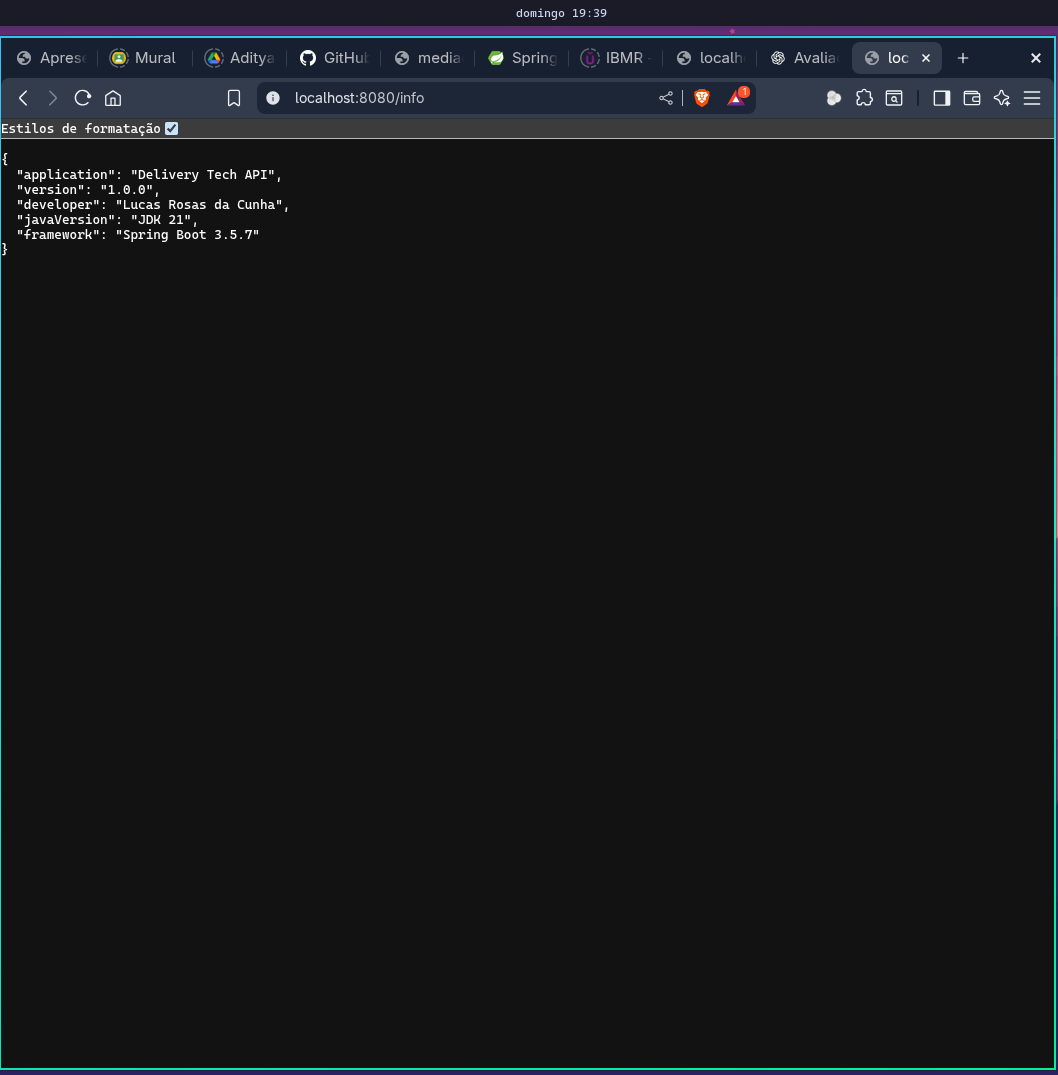 domingo 19:39
Aprese
Mural
Aditya
GitHub
media
Spring
IBMR -
localh
Avalia
loc
localhost:8080/info
1
Estilos de formatação
{
"application": "Delivery Tech API",
"version": "1.0.0",
"developer": "Lucas Rosas da Cunha",
"javaVersion": "JDK 21",
"framework": "Spring Boot 3.5.7"
}